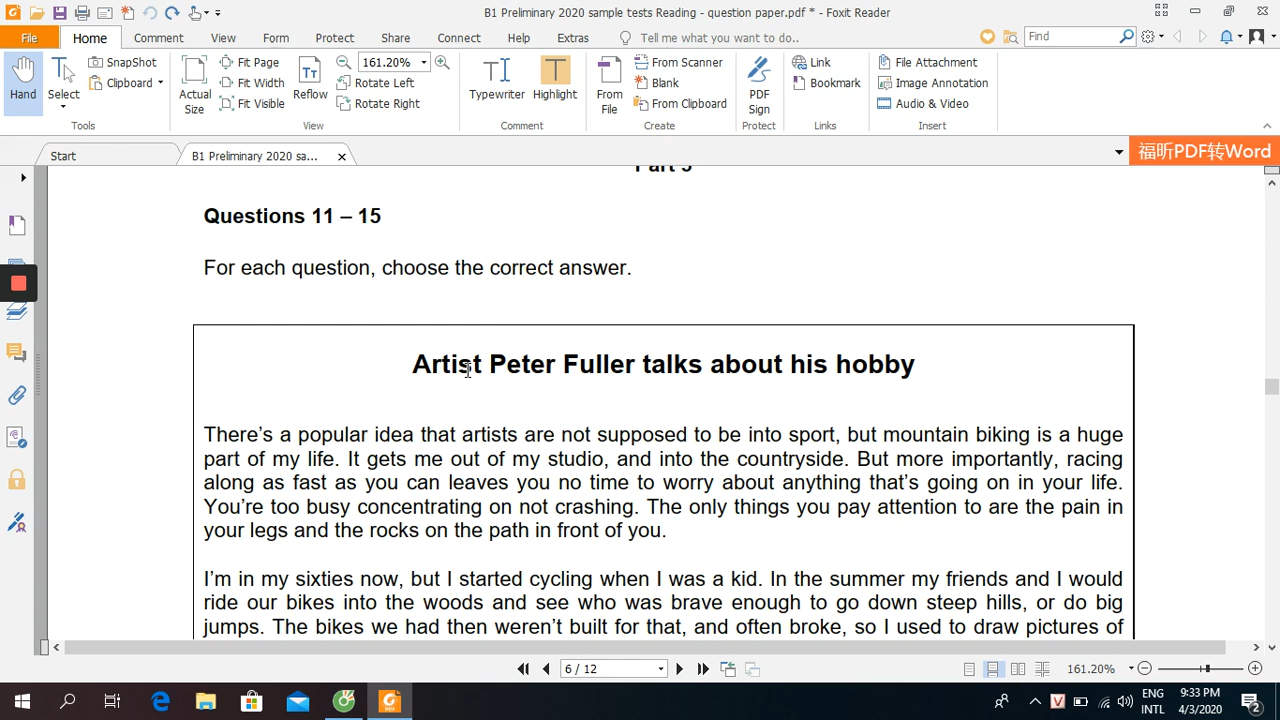 B1 Preliminary 2020 sample tests Reading - questionpaper.pdf * - Foxit Reader
File Home Comment View Form Protect Share Connect Help Extras Tell me what you want to do.. Find
Hand
Select
SnapShot
Clipboard
Tools
Actual Size
Fit Page
Fit Width
Fit Visible
Reflow
161.20%
Rotate Left
Rotate Right
View
Typewriter
Highlight
Comment
From File
From Scanner
Blank
From Clipboard
Create
PDF Sign
Protect
Link
Bookmark
Links
File Attachment
Image Annotation
Audio & Video
Insert
Start
B1 Preliminary 2020 sa...
福昕PDF转Word
Questions 11 – 15
For each question, choose the correct answer.
Artist Peter Fuller talks about his hobby
There's a popular idea that artists are not supposed to be into sport, but mountain biking is a huge
part of my life. It gets me out of my studio, and into the countryside. But more importantly, racing
along as fast as you can leaves you no time to worry about anything that's going on in your life.
You're too busy concentrating on not crashing. The only things you pay attention to are the pain in
your legs and the rocks on the path in front of you.
I'm in my sixties now, but I started cycling when I was a kid. In the summer my friends and I would
ride our bikes into the woods and see who was brave enough to go down steep hills, or do big
jumps. The bikes we had then weren't built for that, and often broke, so I used to draw pictures of
6 / 12
161.20%
ENG
INTL
9:33 PM
4/3/2020
2